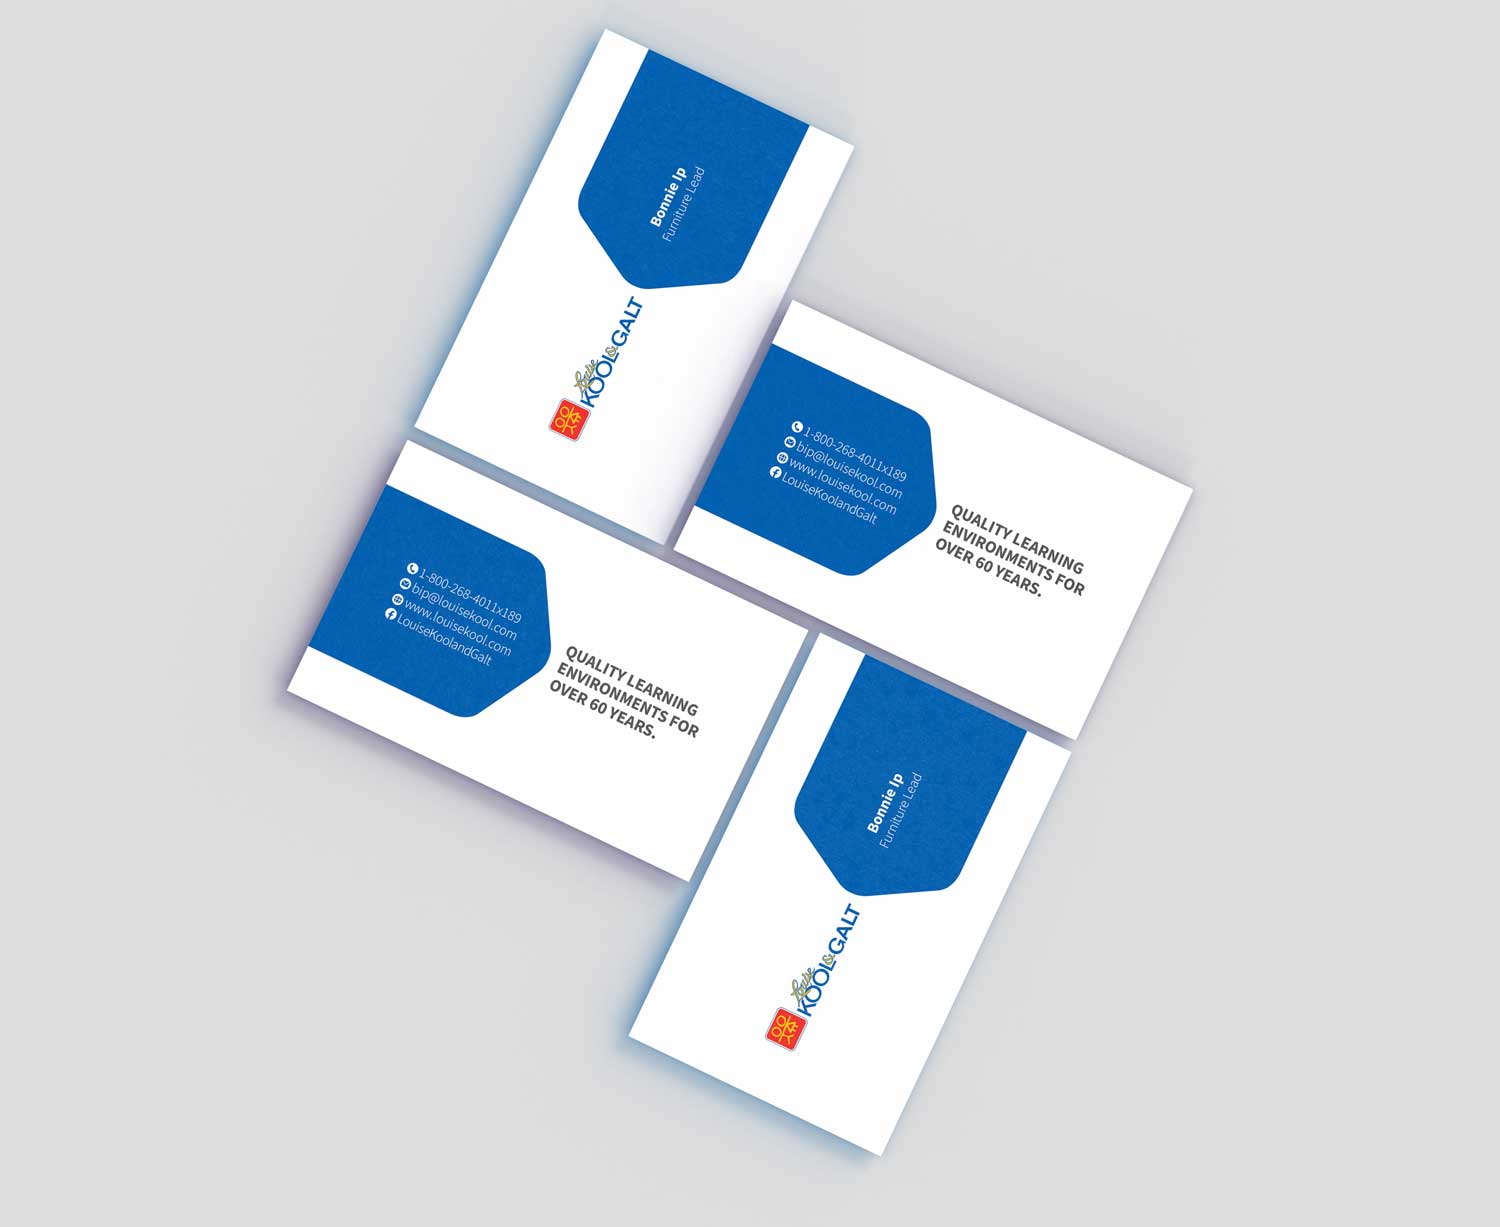 Bonnie Ip
Furniture Lead
Louise
KOOL & GALT
1-800-268-4011x189
bip@louisekool.com
www.louisekool.com
LouiseKoolandGalt
QUALITY LEARNING
ENVIRONMENTS FOR
OVER 60 YEARS.
1-800-268-4011x189
bip@louisekool.com
www.louisekool.com
LouiseKoolandGalt
QUALITY LEARNING
ENVIRONMENTS FOR
OVER 60 YEARS.
Bonnie Ip
Furniture Lead
Louise
KOOL & GALT